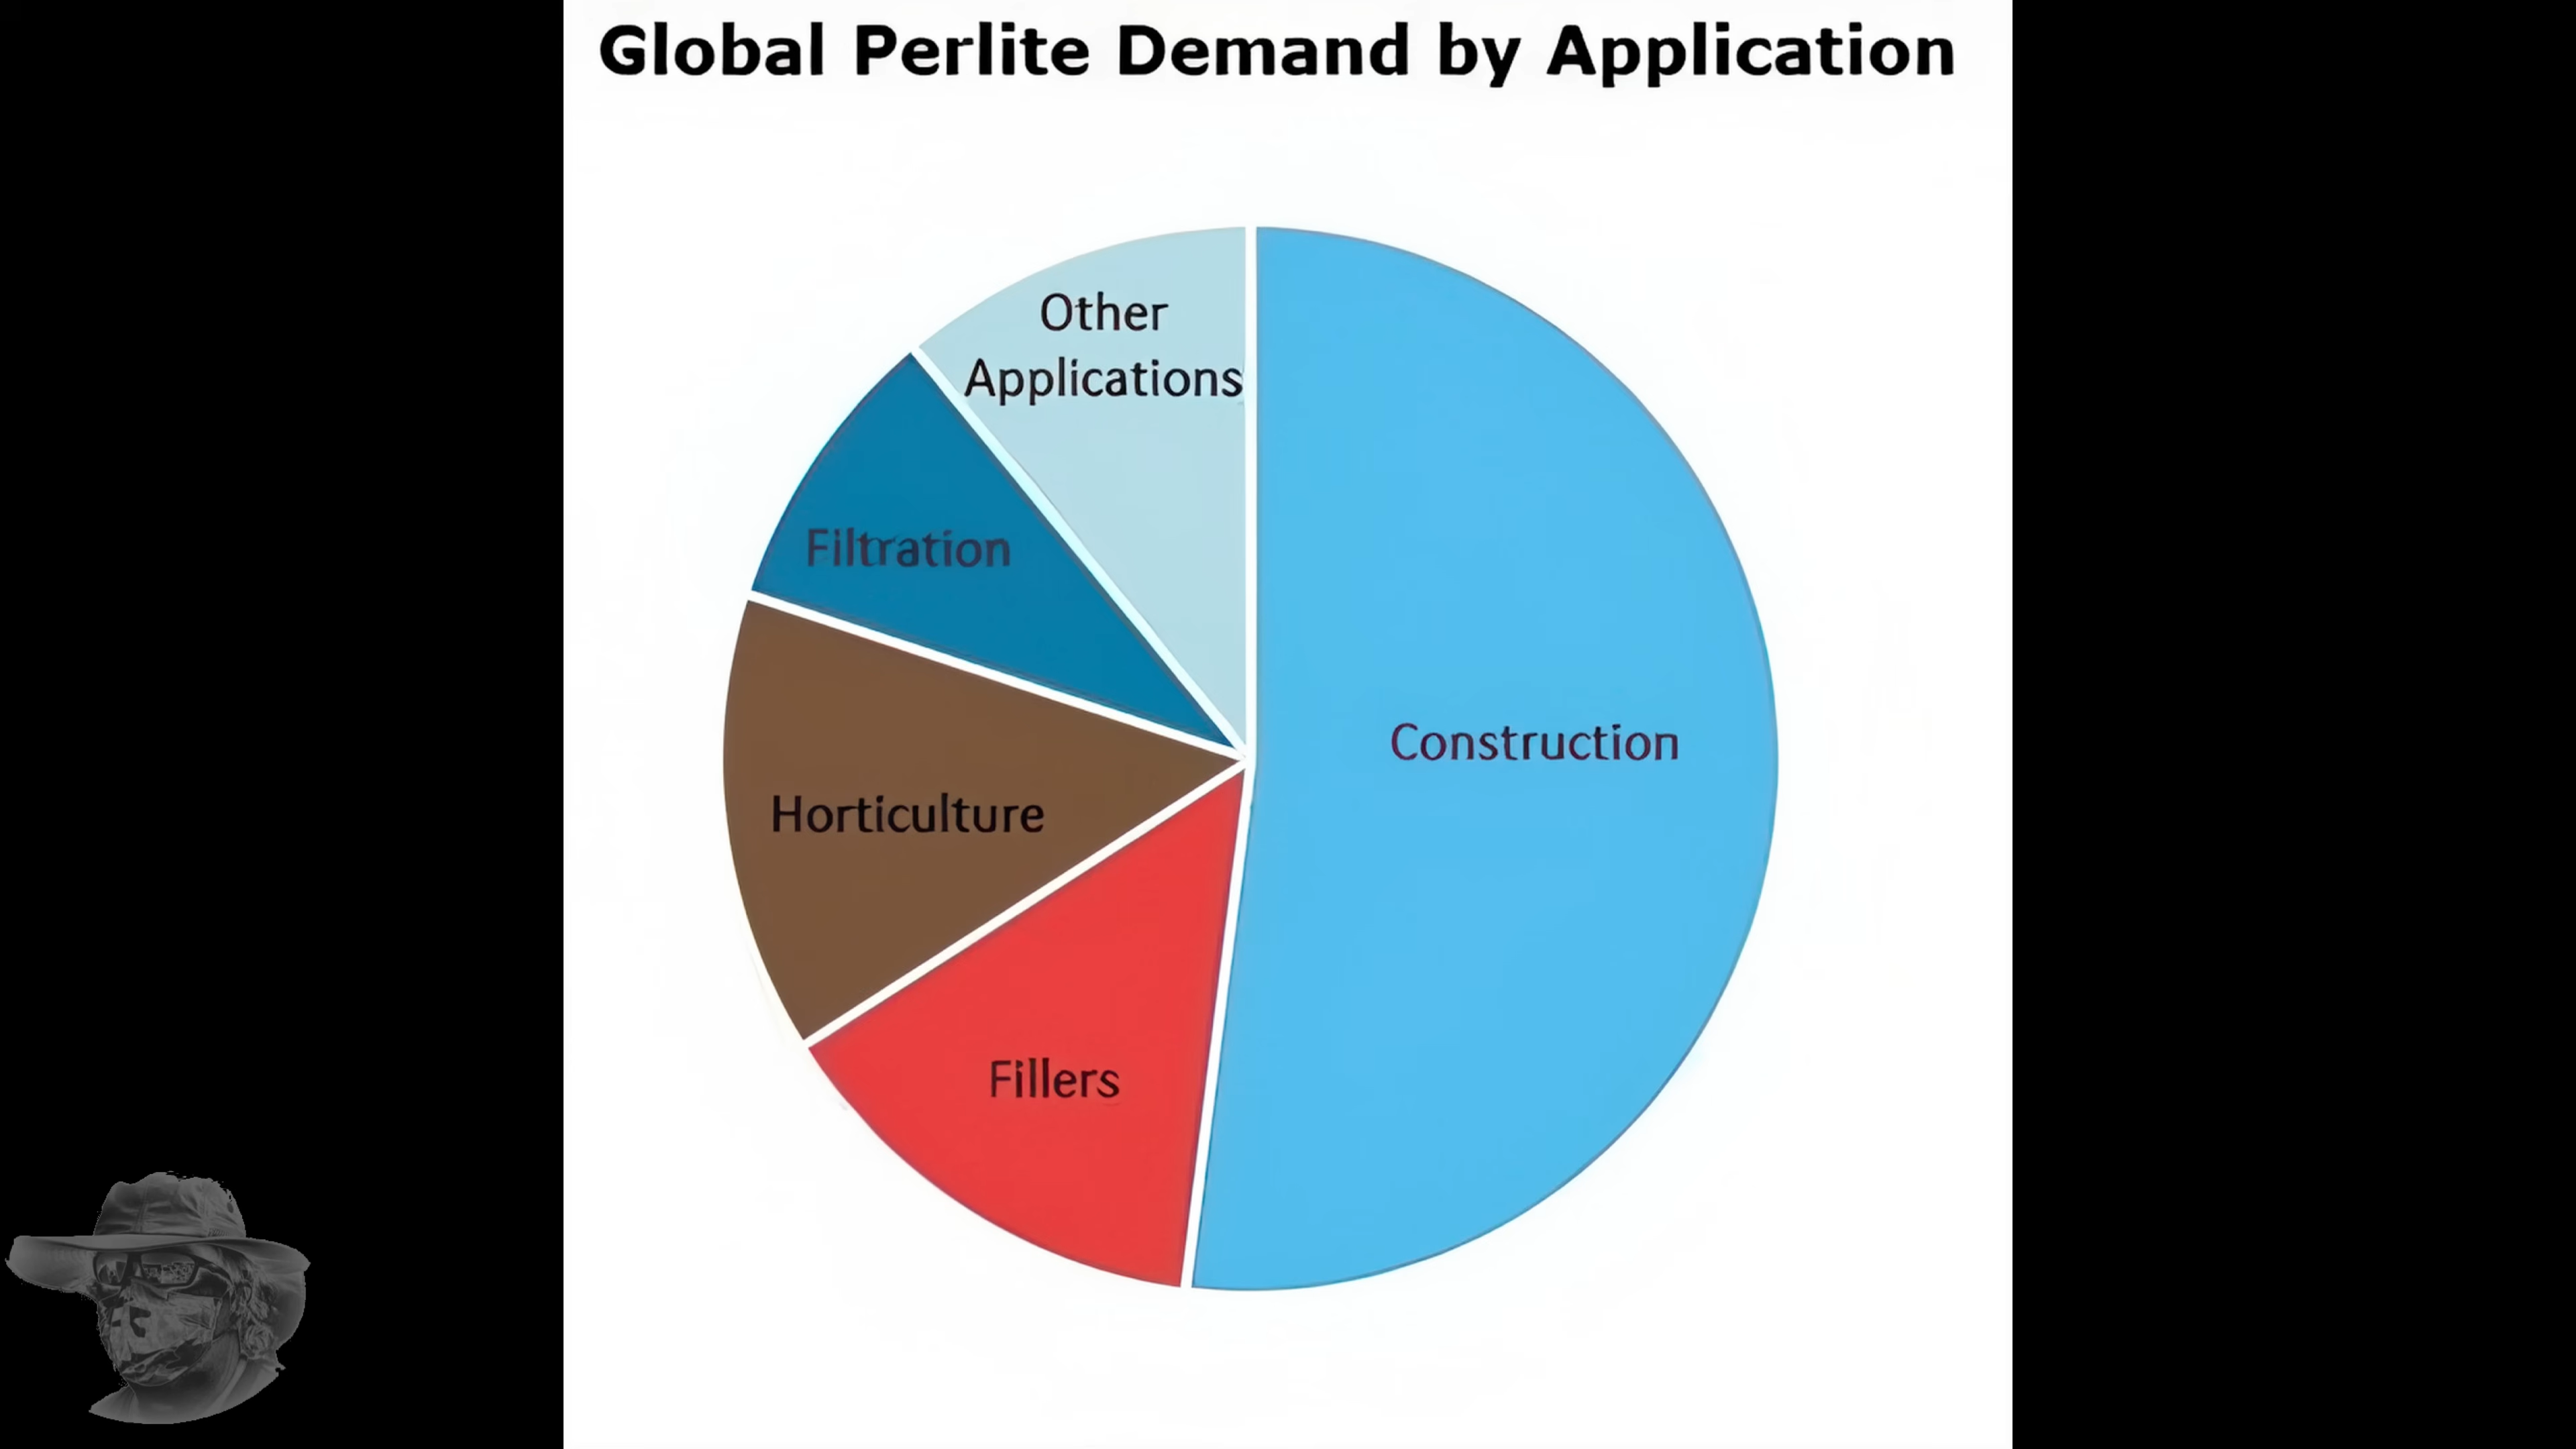 Global Perlite Demand by Application
Other
Applications
Filtration
Construction
Horticulture
Fillers